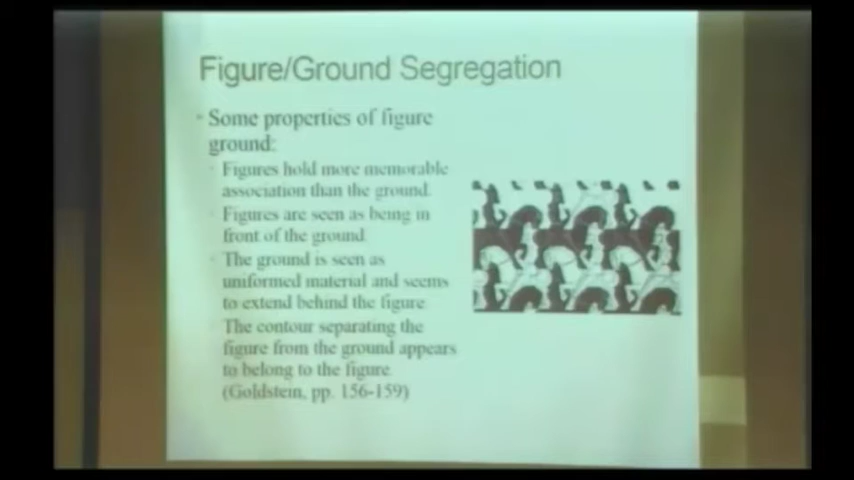 Figure/Ground Segregation
Some properties of figure
ground:
Figures hold more memorable
association than the ground.
Figures are seen as being in
front of the ground.
The ground is seen as
uniformed material and seems
to extend behind the figure.
The contour separating the
figure from the ground appears
to belong to the figure.
(Goldstein, pp. 156-159)